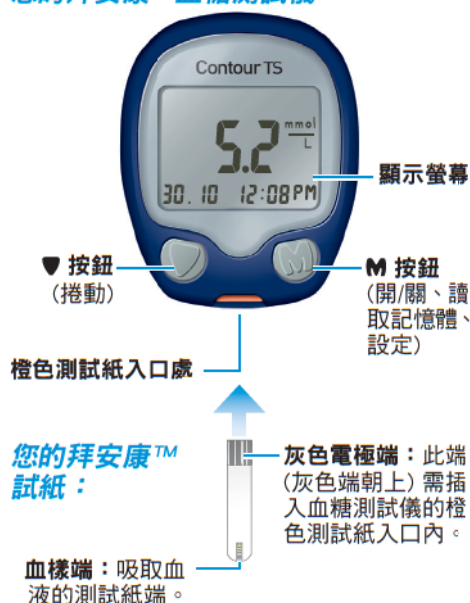 您的拜安康 血糖測試儀
Contour TS
5.2 mmol/L
30.10 12:08PM
顯示螢幕
▼ 按鈕
(捲動)
M 按鈕
(開/關、讀
取記憶體、
設定)
橙色測試紙入口處
您的拜安康™
試紙：
灰色電極端：此端
(灰色端朝上) 需插
入血糖測試儀的橙
色測試紙入口內。
血樣端：吸取血
液的測試紙端。